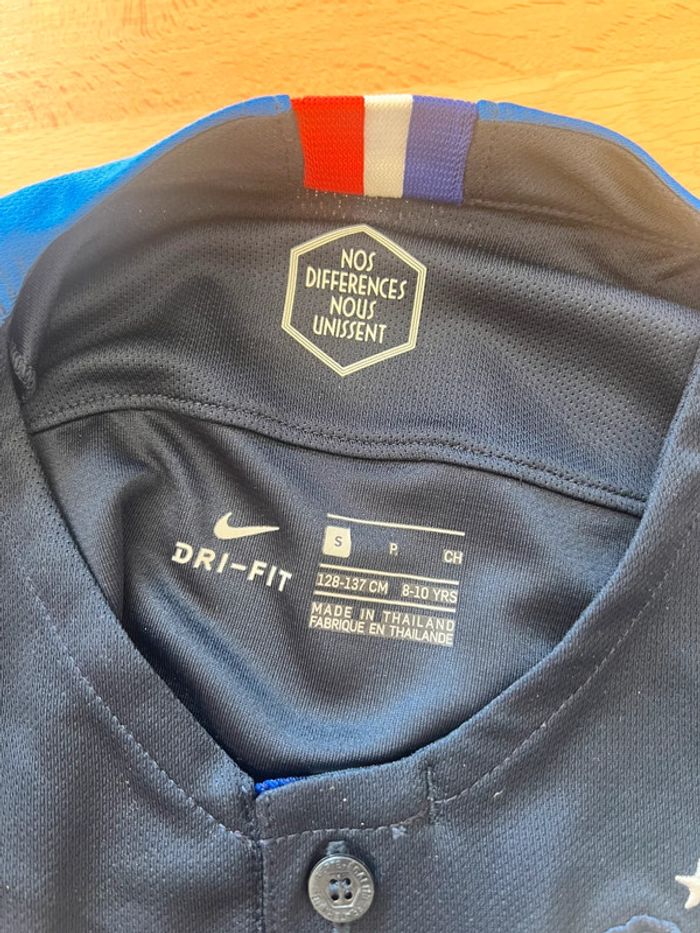 NOS
DIFFERENCES
NOUS
UNISSENT
DRI-FIT
S P CH
128-137 CM 8-10 YRS
MADE IN THAILAND
FABRIQUE EN THAILANDE